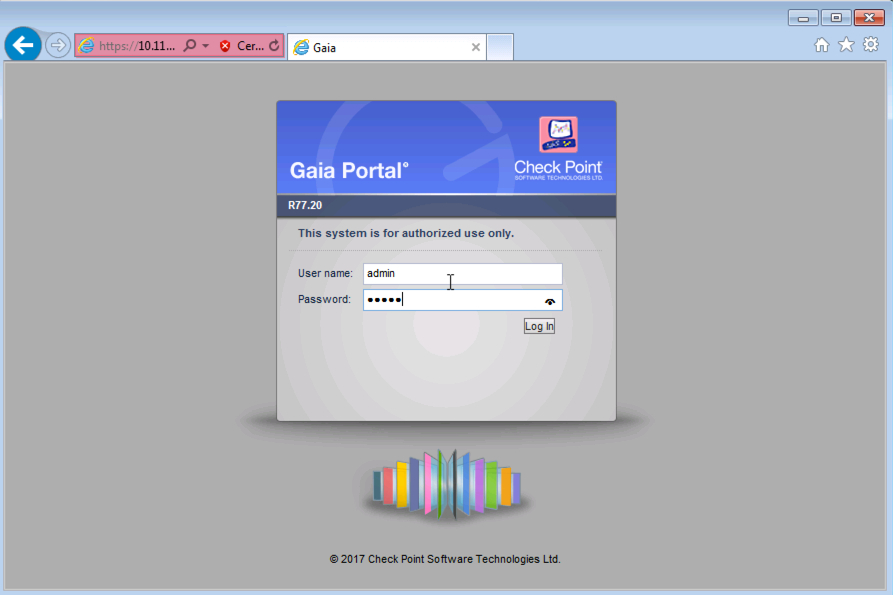 https://10.11... Cer... Gaia
Gaia Portal°
Check Point
SOFTWARE TECHNOLOGIES LTD.
R77.20
This system is for authorized use only.
User name: admin
Password: •••••
Log In
© 2017 Check Point Software Technologies Ltd.